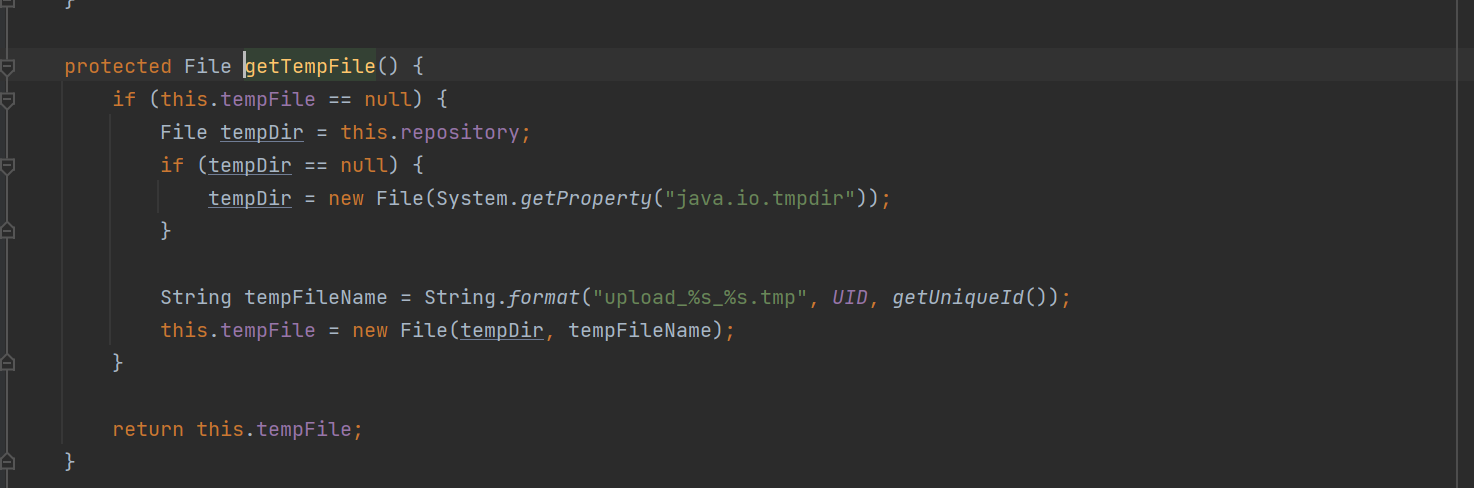 }
protected File getTempFile() {
if (this.tempFile == null) {
File tempDir = this.repository;
if (tempDir == null) {
tempDir = new File(System.getProperty("java.io.tmpdir"));
}
String tempFileName = String.format("upload_%s_%s.tmp", UID, getUniqueId());
this.tempFile = new File(tempDir, tempFileName);
}
return this.tempFile;
}